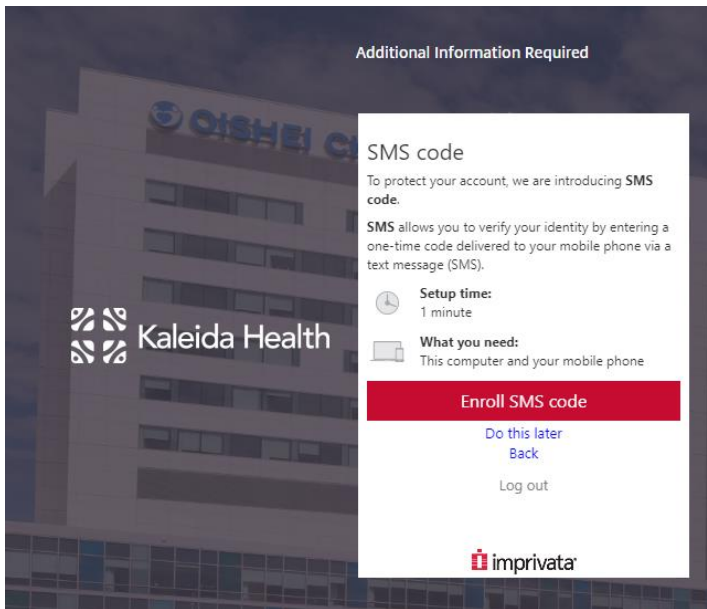 Additional Information Required
OISHEI
SMS code
To protect your account, we are introducing SMS
code.
SMS allows you to verify your identity by entering a
one-time code delivered to your mobile phone via a
text message (SMS).
Setup time:
1 minute
What you need:
This computer and your mobile phone
Kaleida Health
Enroll SMS code
Do this later
Back
Log out
imprivata